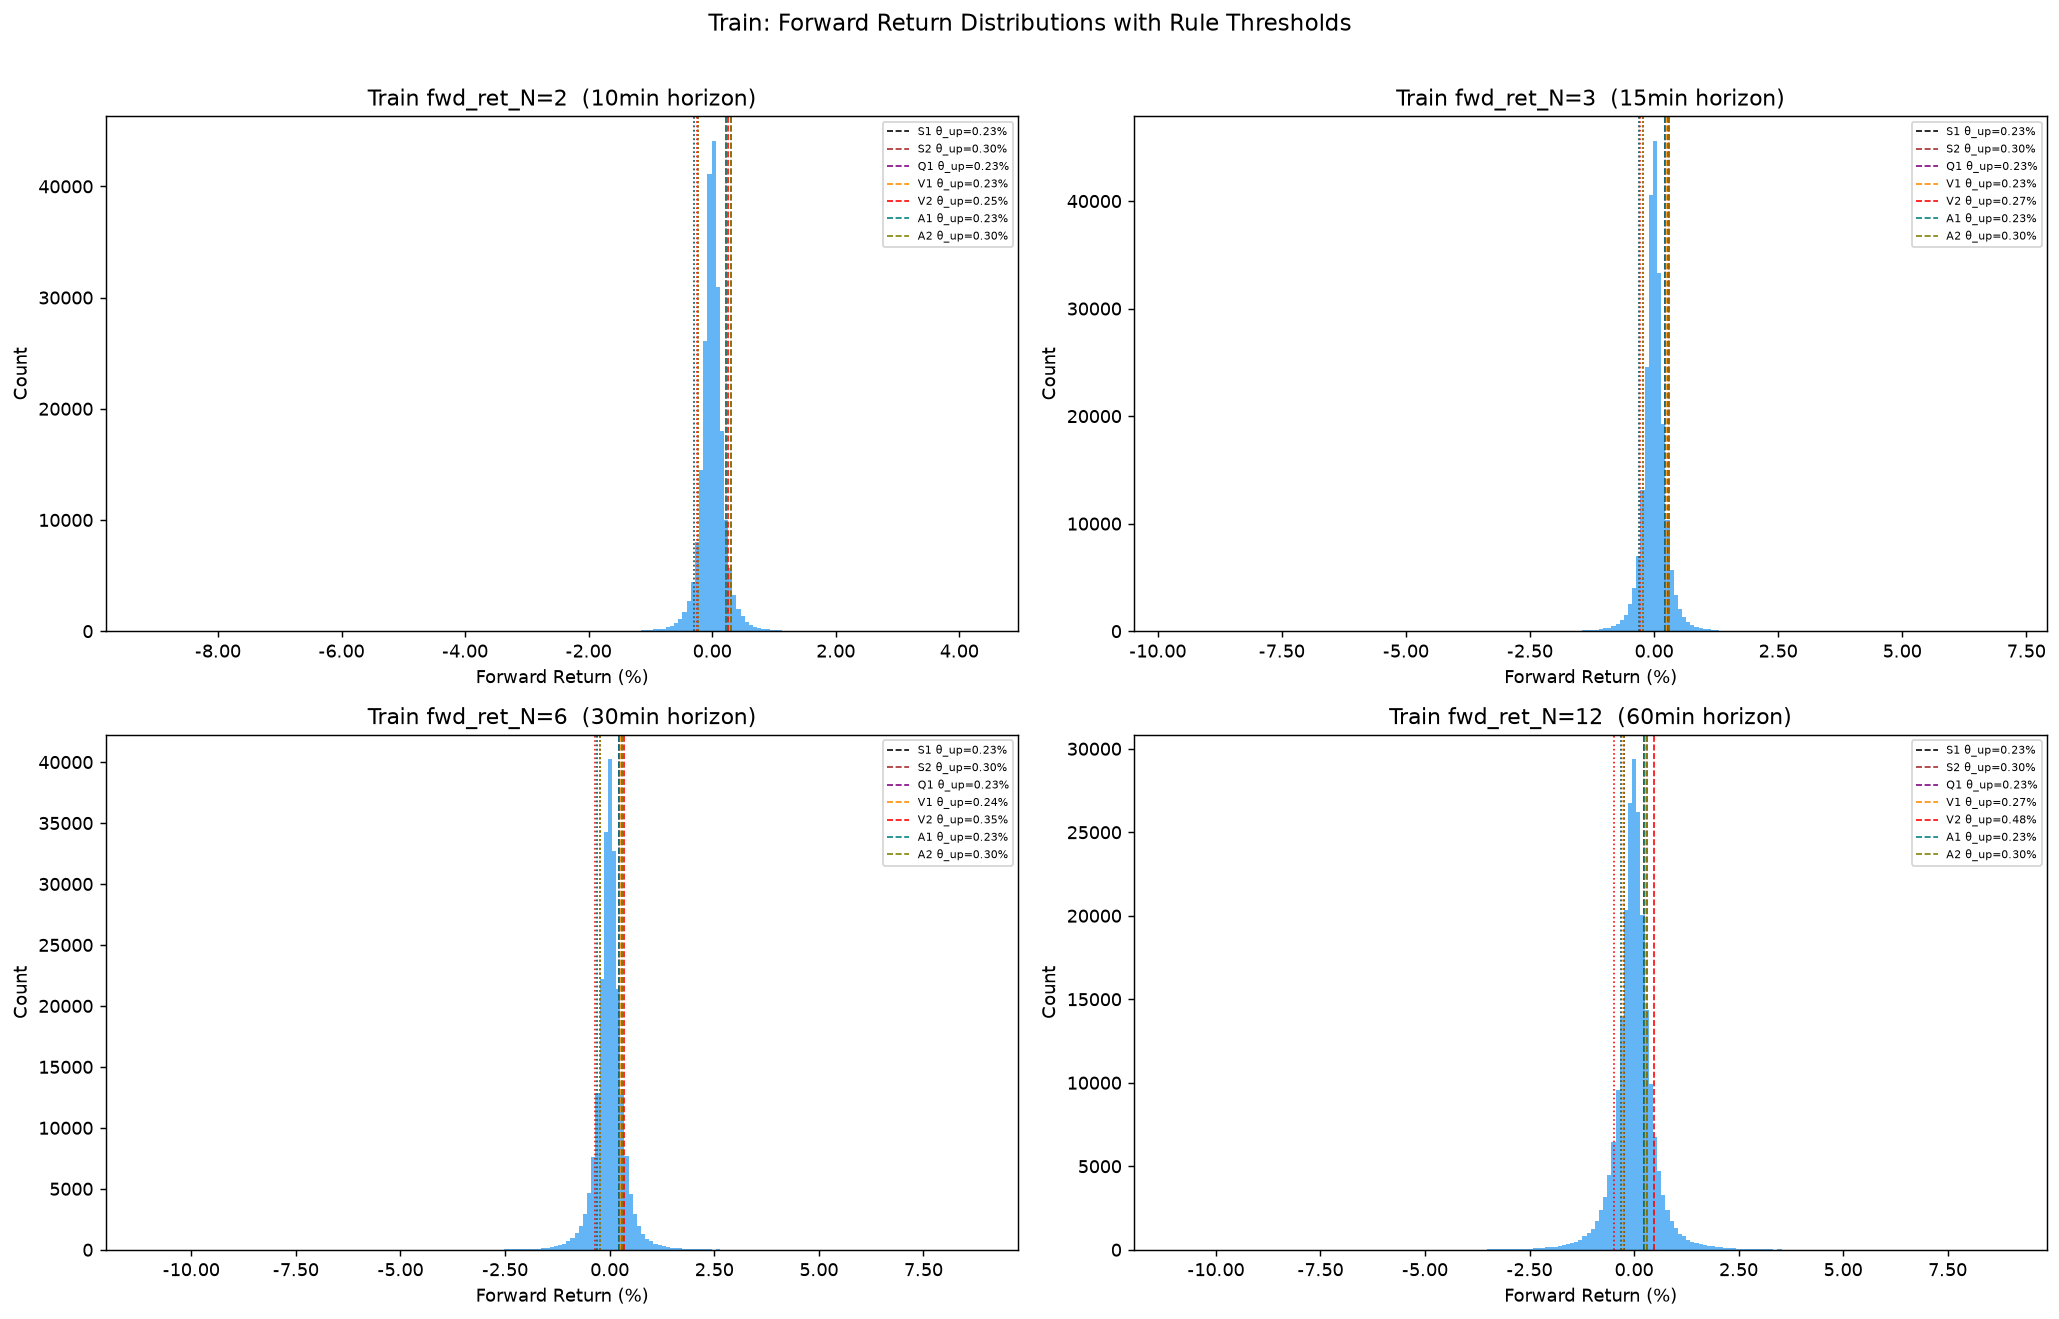 Train: Forward Return Distributions with Rule Thresholds
Train fwd_ret_N=2  (10min horizon)
S1 θ_up=0.23%
S2 θ_up=0.30%
Q1 θ_up=0.23%
V1 θ_up=0.23%
V2 θ_up=0.25%
A1 θ_up=0.23%
A2 θ_up=0.30%
Count
40000
30000
20000
10000
0
-8.00 -6.00 -4.00 -2.00 0.00 2.00 4.00
Forward Return (%)
Train fwd_ret_N=3  (15min horizon)
S1 θ_up=0.23%
S2 θ_up=0.30%
Q1 θ_up=0.23%
V1 θ_up=0.23%
V2 θ_up=0.27%
A1 θ_up=0.23%
A2 θ_up=0.30%
Count
40000
30000
20000
10000
0
-10.00 -7.50 -5.00 -2.50 0.00 2.50 5.00 7.50
Forward Return (%)
Train fwd_ret_N=6  (30min horizon)
S1 θ_up=0.23%
S2 θ_up=0.30%
Q1 θ_up=0.23%
V1 θ_up=0.24%
V2 θ_up=0.35%
A1 θ_up=0.23%
A2 θ_up=0.30%
Count
40000
35000
30000
25000
20000
15000
10000
5000
0
-10.00 -7.50 -5.00 -2.50 0.00 2.50 5.00 7.50
Forward Return (%)
Train fwd_ret_N=12  (60min horizon)
S1 θ_up=0.23%
S2 θ_up=0.30%
Q1 θ_up=0.23%
V1 θ_up=0.27%
V2 θ_up=0.48%
A1 θ_up=0.23%
A2 θ_up=0.30%
Count
30000
25000
20000
15000
10000
5000
0
-10.00 -7.50 -5.00 -2.50 0.00 2.50 5.00 7.50
Forward Return (%)